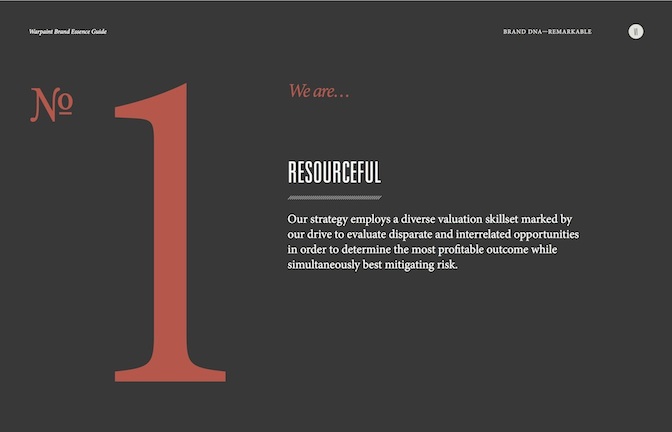 Warpaint Brand Essence Guide
BRAND DNA—REMARKABLE
No 1
We are...
RESOURCEFUL
Our strategy employs a diverse valuation skillset marked by
our drive to evaluate disparate and interrelated opportunities
in order to determine the most profitable outcome while
simultaneously best mitigating risk.